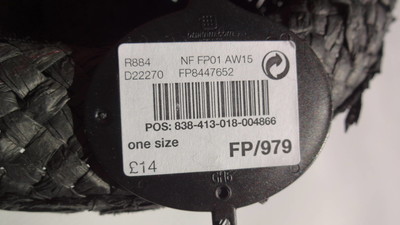 R884 NF FP01 AW15
D22270 FP8447652
POS: 838-413-018-004866
one size
FP/979
£14